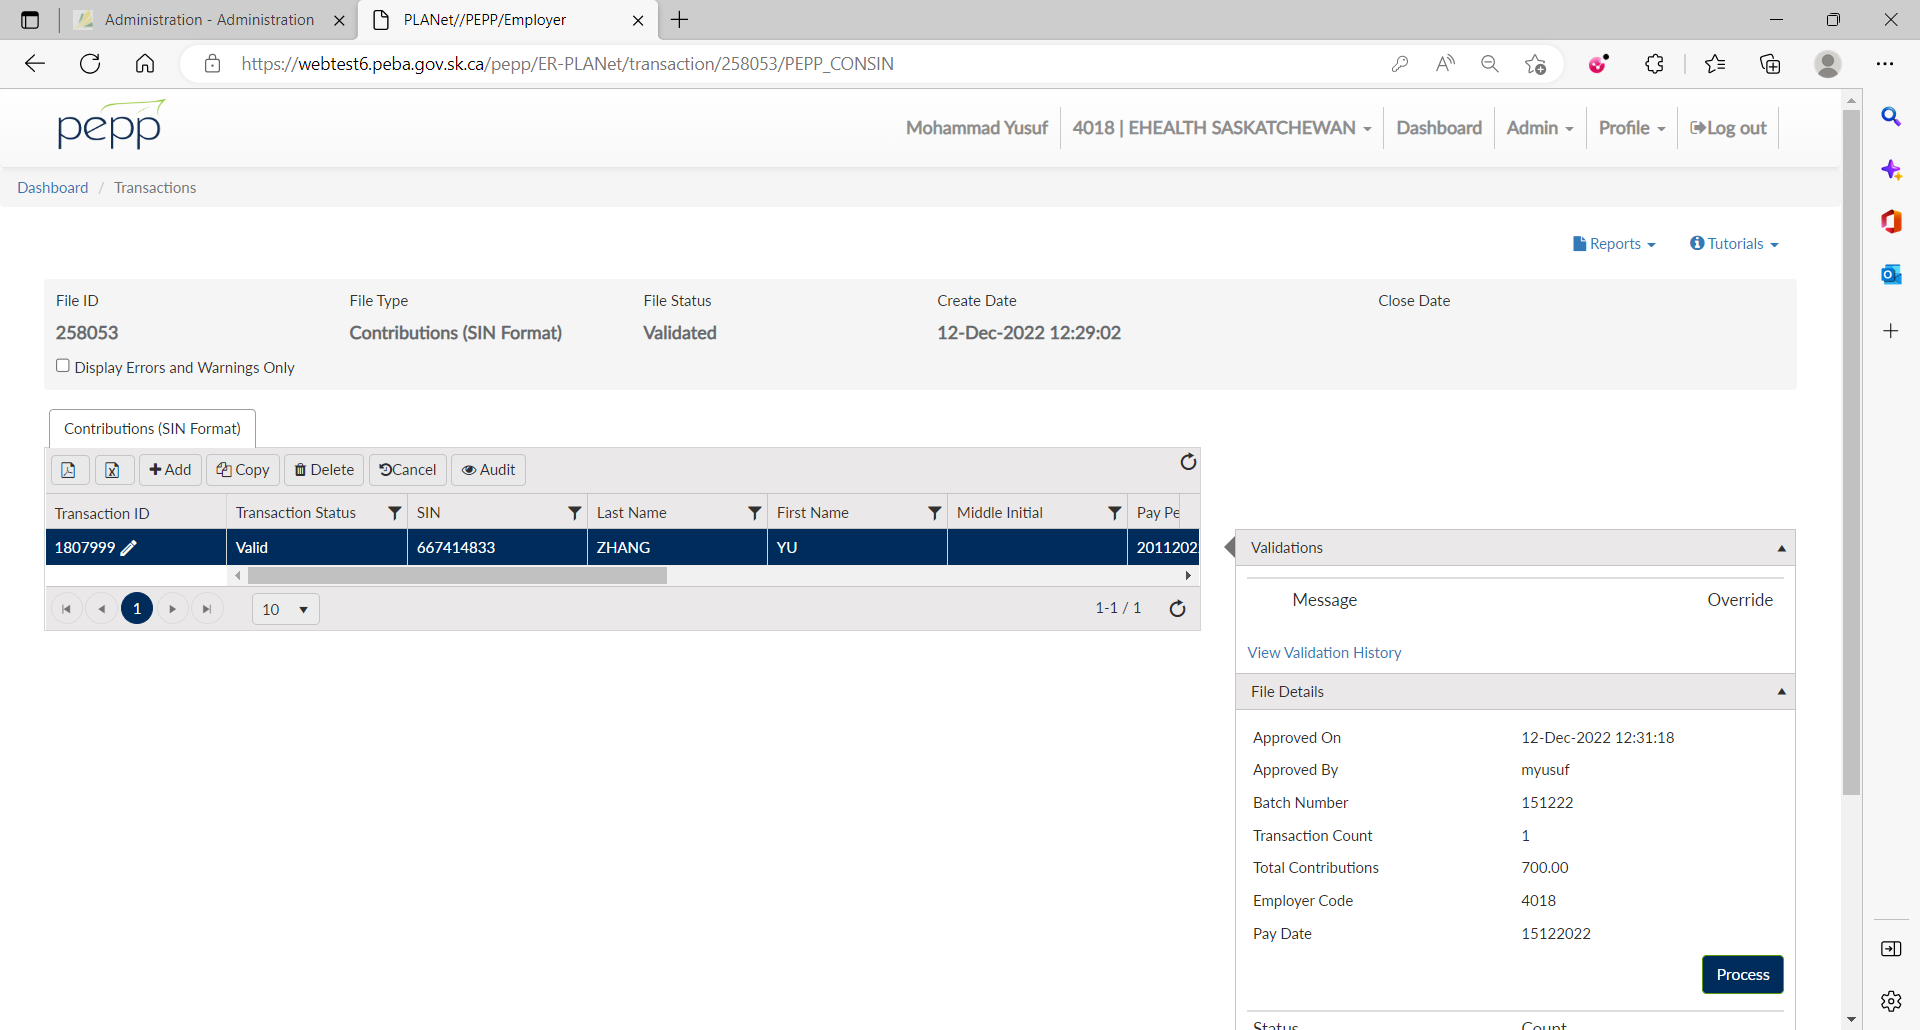 Administration - Administration
PLANet//PEPP/Employer
https://webtest6.peba.gov.sk.ca/pepp/ER-PLANet/transaction/258053/PEPP_CONSIN
pepp
Mohammad Yusuf
4018 | EHEALTH SASKATCHEWAN
Dashboard
Admin
Profile
Log out
Dashboard / Transactions
Reports
Tutorials
File ID
File Type
File Status
Create Date
Close Date
258053
Contributions (SIN Format)
Validated
12-Dec-2022 12:29:02
Display Errors and Warnings Only
Contributions (SIN Format)
Add
Copy
Delete
Cancel
Audit
Transaction ID
Transaction Status
SIN
Last Name
First Name
Middle Initial
Pay Pe
1807999
Valid
667414833
ZHANG
YU
2011202
1
10
1-1 / 1
Validations
Message
Override
View Validation History
File Details
Approved On
12-Dec-2022 12:31:18
Approved By
myusuf
Batch Number
151222
Transaction Count
1
Total Contributions
700.00
Employer Code
4018
Pay Date
15122022
Process
Status
Count